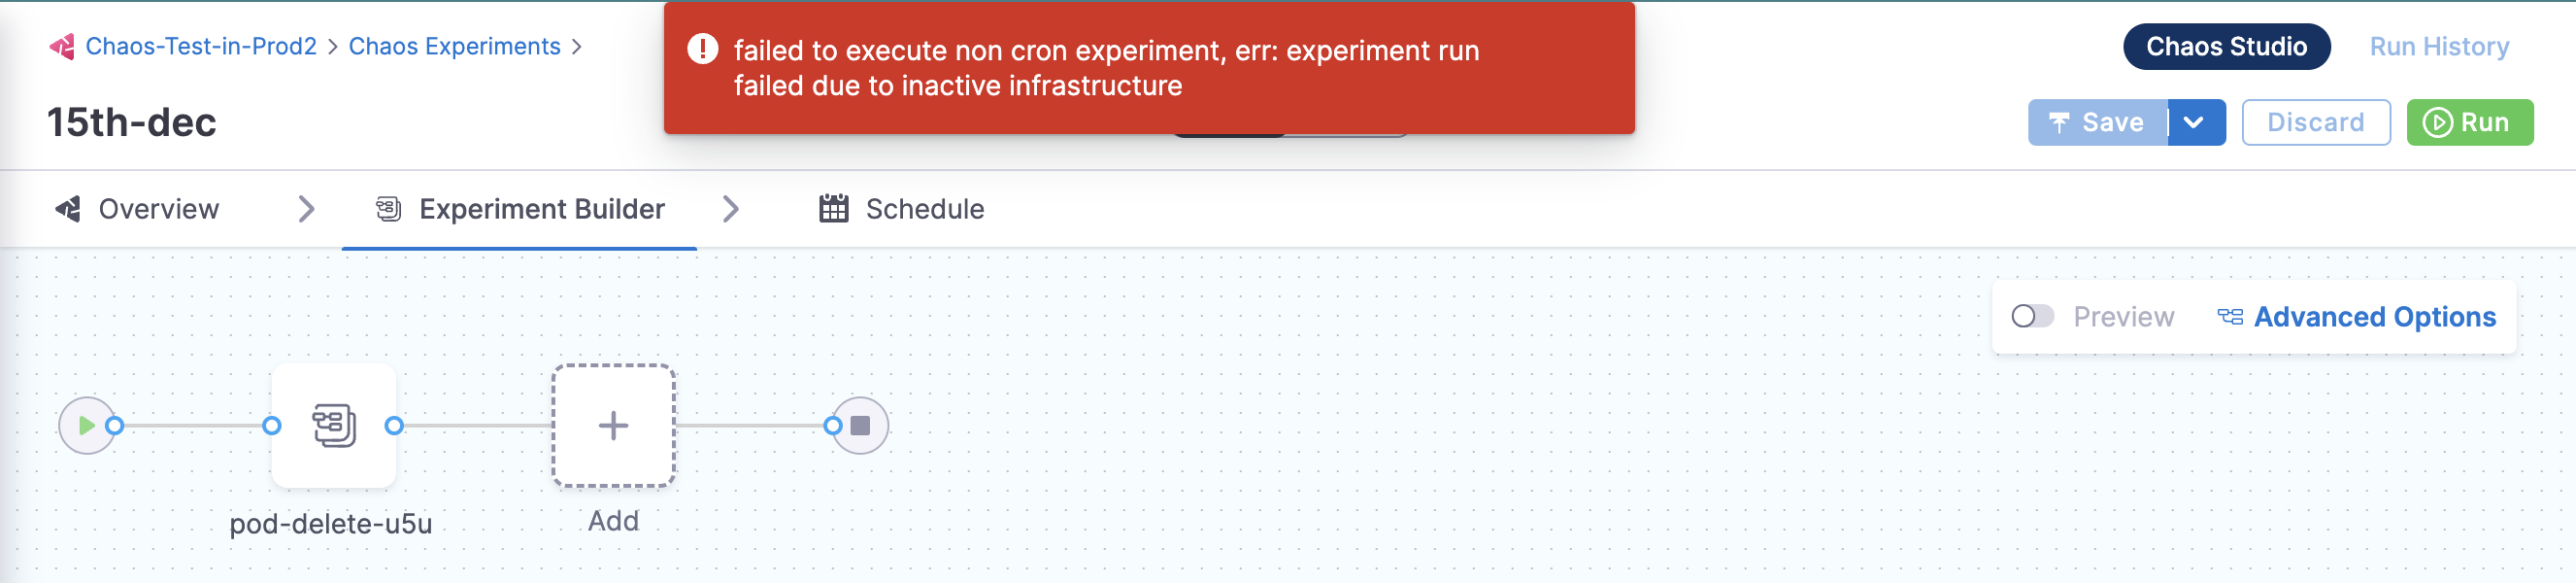 Chaos-Test-in-Prod2 > Chaos Experiments >
failed to execute non cron experiment, err: experiment run
failed due to inactive infrastructure
Chaos Studio
Run History
15th-dec
Save
Discard
Run
Overview
Experiment Builder
Schedule
Preview
Advanced Options
pod-delete-u5u
Add